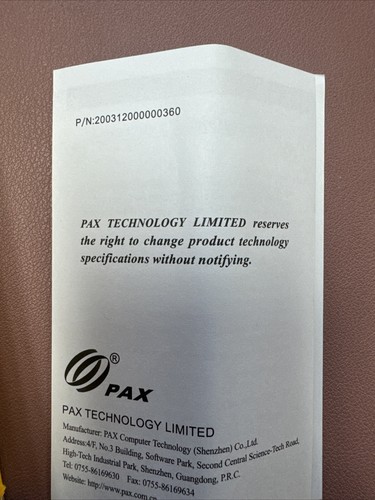 P/N:200312000000360
PAX TECHNOLOGY LIMITED reserves
the right to change product technology
specifications without notifying.
®
PAX
PAX TECHNOLOGY LIMITED
Manufacturer: PAX Computer Technology (Shenzhen) Co.,Ltd.
Address:4/F, No.3 Building, Software Park, Second Central Science-Tech Road,
High-Tech Industrial Park, Shenzhen, Guangdong, P.R.C.
Tel: 0755-86169630 Fax: 0755-86169634
Website: http://www.pax.com.cn